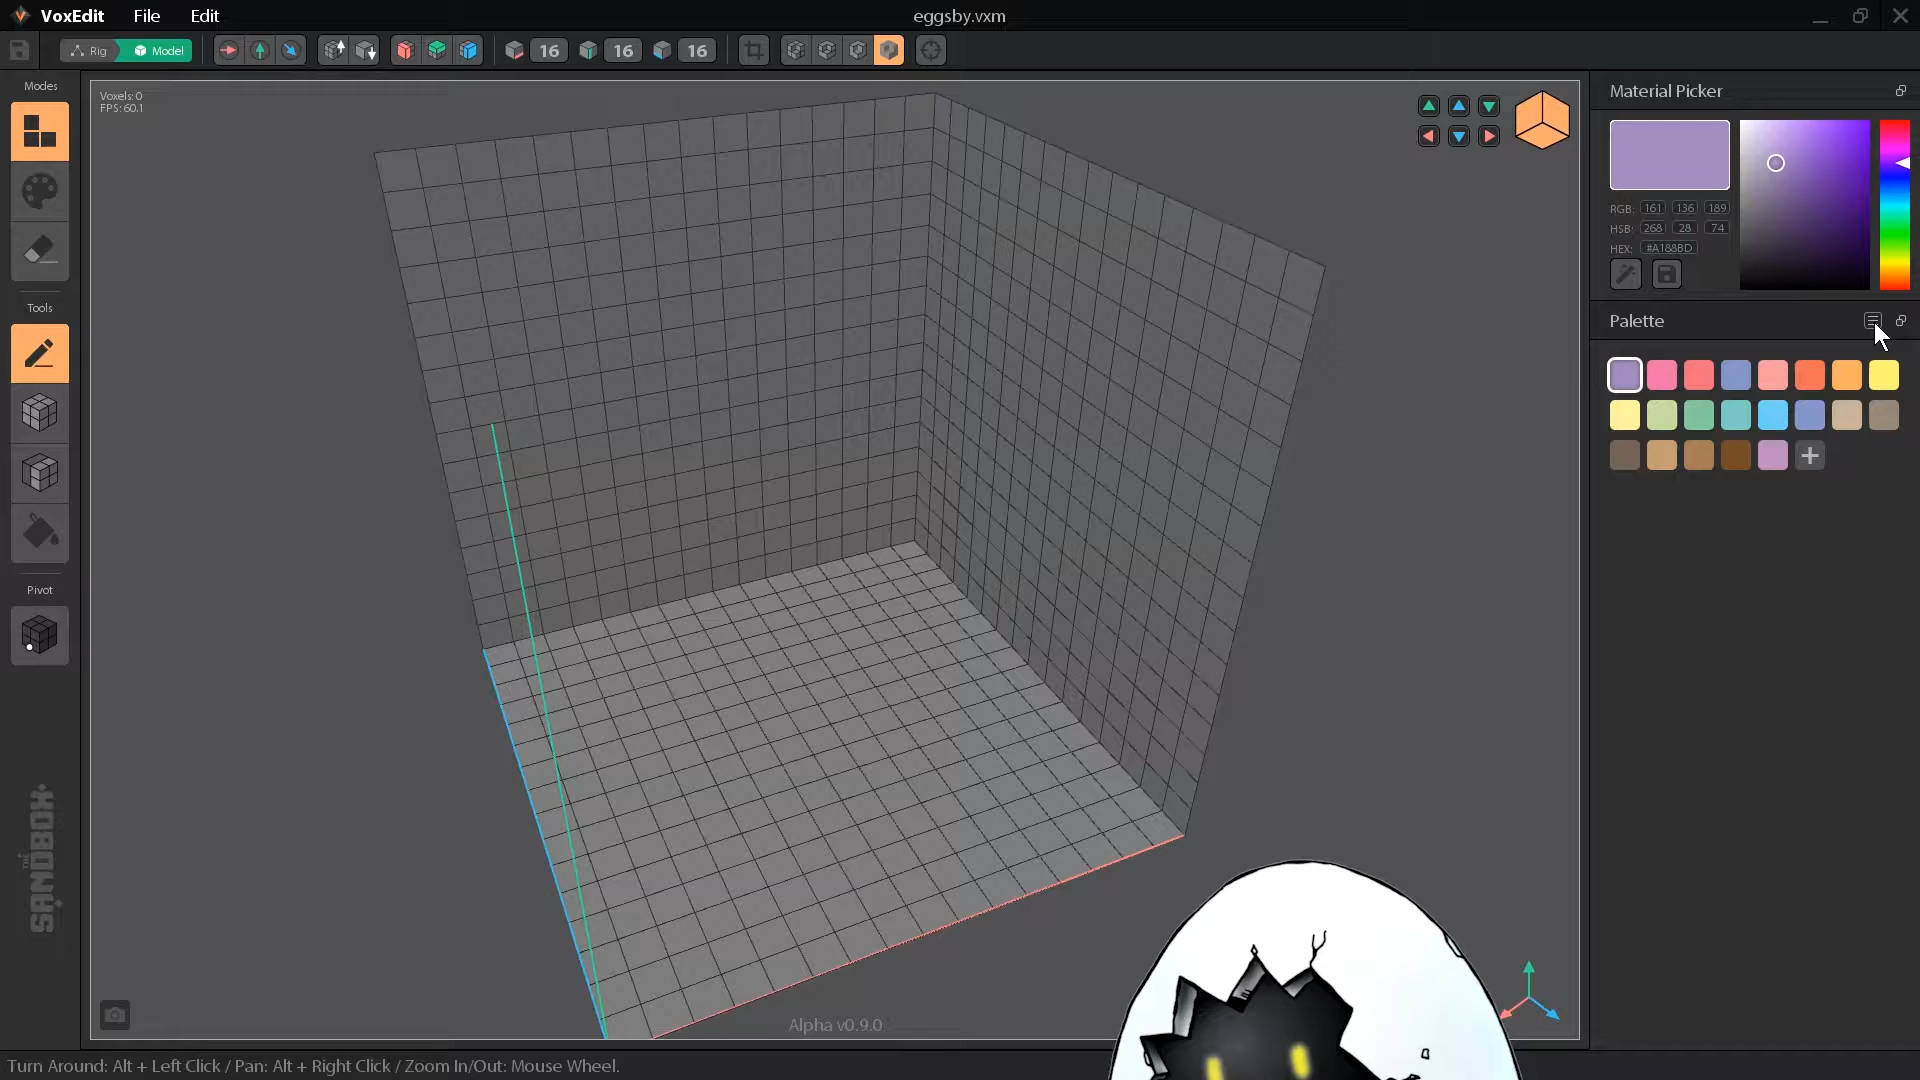 VoxEdit File Edit eggsby.vxm
Rig Model 16 16 16
Modes
Voxels: 0
FPS: 60.1
Material Picker
RGB: 161 136 189
HSB: 268 28 74
HEX: #A188BD
Tools
Palette
Pivot
THE SANDBOX
Alpha v0.9.0
Turn Around: Alt + Left Click / Pan: Alt + Right Click / Zoom In/Out: Mouse Wheel.